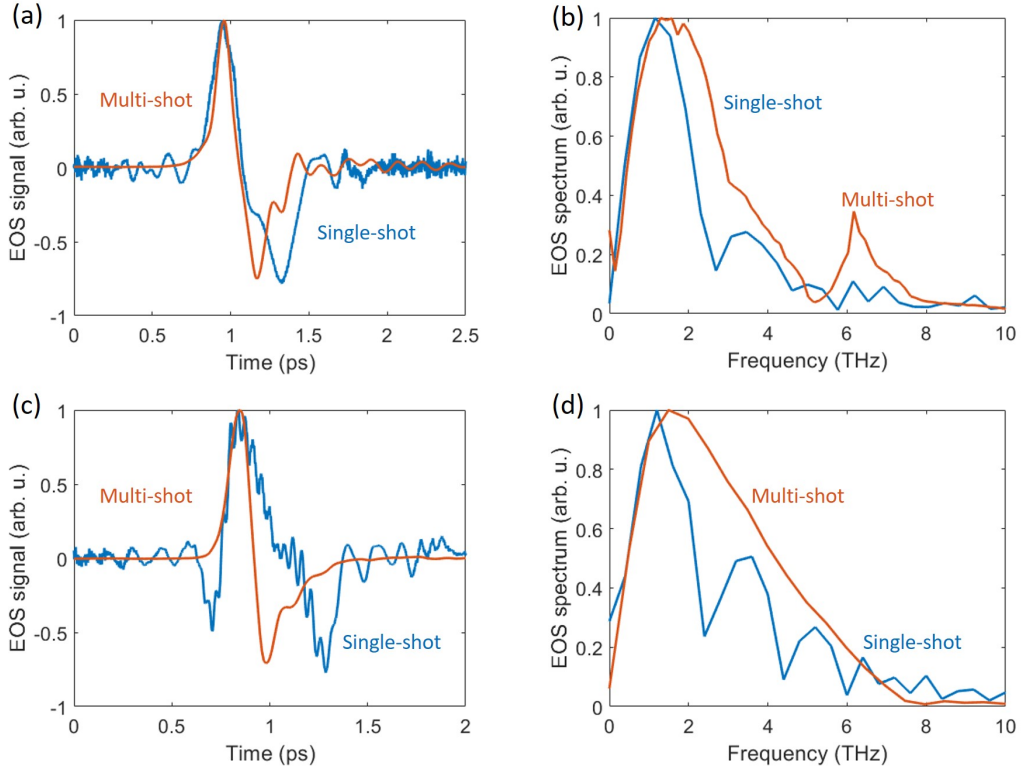 (a)
EOS signal (arb. u.)
1
0.5
0
-0.5
-1
Multi-shot
Single-shot
0
0.5
1
1.5
2
2.5
Time (ps)
(b)
EOS spectrum (arb. u.)
1
0.8
0.6
0.4
0.2
0
Single-shot
Multi-shot
0
2
4
6
8
10
Frequency (THz)
(c)
EOS signal (arb. u.)
1
0.5
0
-0.5
-1
Multi-shot
Single-shot
0
0.5
1
1.5
2
Time (ps)
(d)
EOS spectrum (arb. u.)
1
0.8
0.6
0.4
0.2
0
Multi-shot
Single-shot
0
2
4
6
8
10
Frequency (THz)